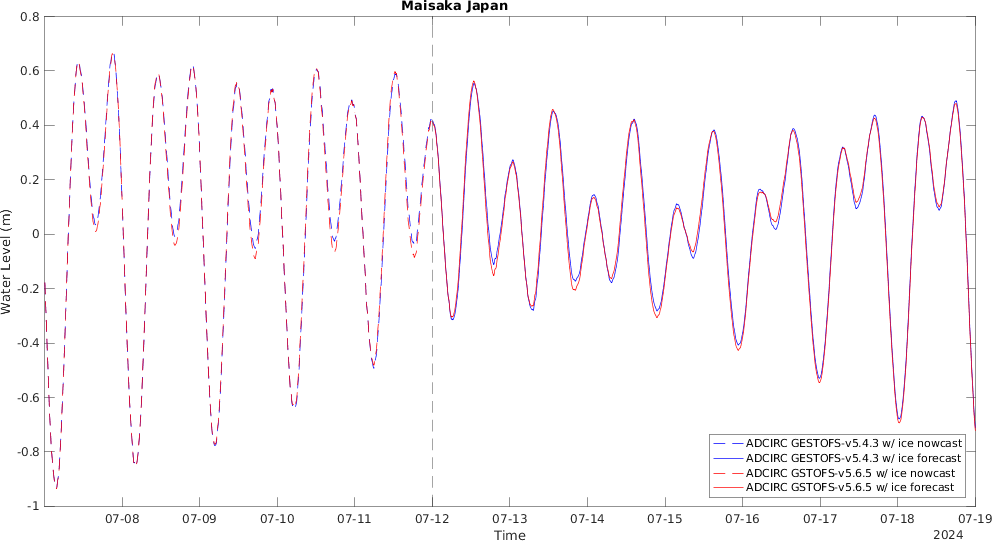 Maisaka Japan
0.8
0.6
0.4
0.2
0
-0.2
-0.4
-0.6
-0.8
-1
Water Level (m)
ADCIRC GESTOFS-v5.4.3 w/ ice nowcast
ADCIRC GESTOFS-v5.4.3 w/ ice forecast
ADCIRC GSTOFS-v5.6.5 w/ ice nowcast
ADCIRC GSTOFS-v5.6.5 w/ ice forecast
07-08 07-09 07-10 07-11 07-12 07-13 07-14 07-15 07-16 07-17 07-18 07-19
Time
2024